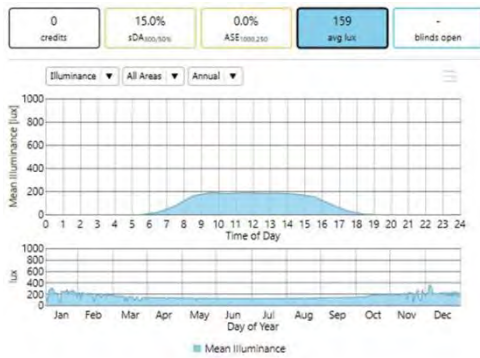 0
credits
15.0%
sDA300/50%
0.0%
ASE1000,250
159
avg lux
-
blinds open
Illuminance ▼ All Areas ▼ Annual ▼
Mean Illuminance [lux]
1000
800
600
400
200
0
0 1 2 3 4 5 6 7 8 9 10 11 12 13 14 15 16 17 18 19 20 21 22 23 24
Time of Day
lux
1000
800
600
400
200
0
Jan Feb Mar Apr May Jun Jul Aug Sep Oct Nov Dec
Day of Year
Mean Illuminance